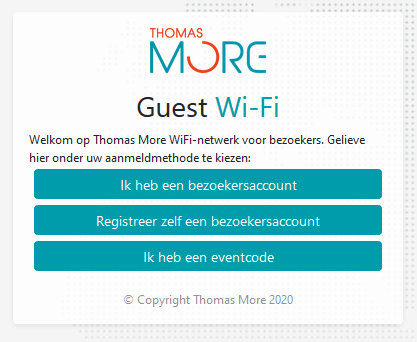 THOMAS
MORE
Guest Wi-Fi
Welkom op Thomas More WiFi-netwerk voor bezoekers. Gelieve
hier onder uw aanmeldmethode te kiezen:
Ik heb een bezoekersaccount
Registreer zelf een bezoekersaccount
Ik heb een eventcode
© Copyright Thomas More 2020